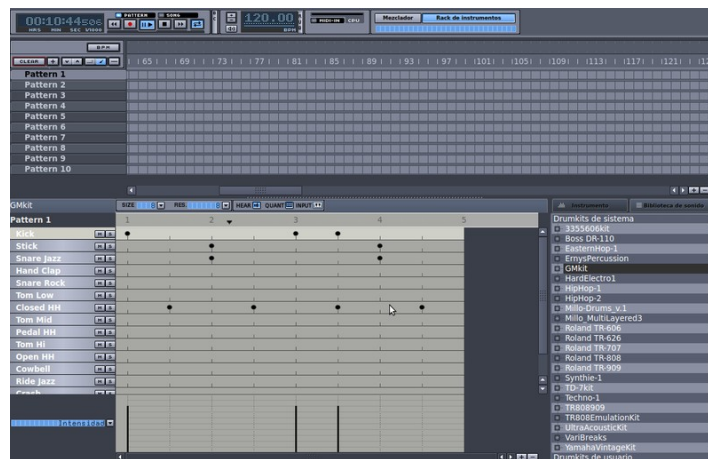 00:10:44
HRS MIN SEC 1/1000
PATTERN SONG
120.00
BPM
MIDI-IN CPU
Mezclador Rack de instrumentos
BPM
CLEAR
65 69 73 77 81 85 89 93 97 101 105 109 113 117 121
Pattern 1
Pattern 2
Pattern 3
Pattern 4
Pattern 5
Pattern 6
Pattern 7
Pattern 8
Pattern 9
Pattern 10
GMkit
SIZE 8 RES. 8 HEAR QUANT INPUT
Instrumento Biblioteca de sonido
Pattern 1
1 2 3 4 5
Kick
Stick
Snare Jazz
Hand Clap
Snare Rock
Tom Low
Closed HH
Tom Mid
Pedal HH
Tom Hi
Open HH
Cowbell
Ride Jazz
Crash
Intensidad
Drumkits de sistema
3355606kit
Boss DR-110
EasternHop-1
ErnysPercussion
GMkit
HardElectro1
HipHop-1
HipHop-2
Millo-Drums_v.1
Millo_MultiLayered3
Roland TR-606
Roland TR-626
Roland TR-707
Roland TR-808
Roland TR-909
Synthie-1
TD-7kit
Techno-1
TR808909
TR808EmulationKit
UltraAcousticKit
VariBreaks
YamahaVintageKit
Drumkits de usuario